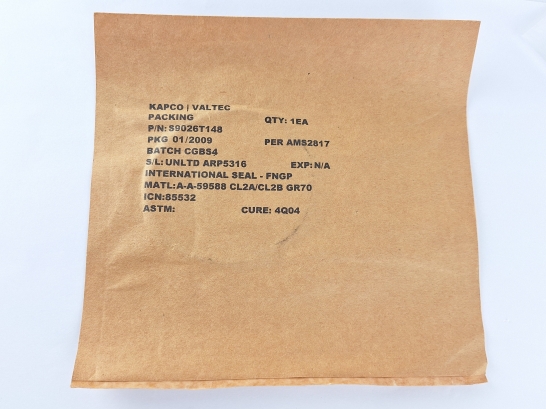 KAPCO | VALTEC
PACKING QTY: 1EA
P/N: S9026T148
PKG 01/2009 PER AMS2817
BATCH CGBS4
S/L: UNLTD ARP5316 EXP: N/A
INTERNATIONAL SEAL - FNGP
MATL: A-A-59588 CL2A/CL2B GR70
ICN: 85532
ASTM: CURE: 4Q04